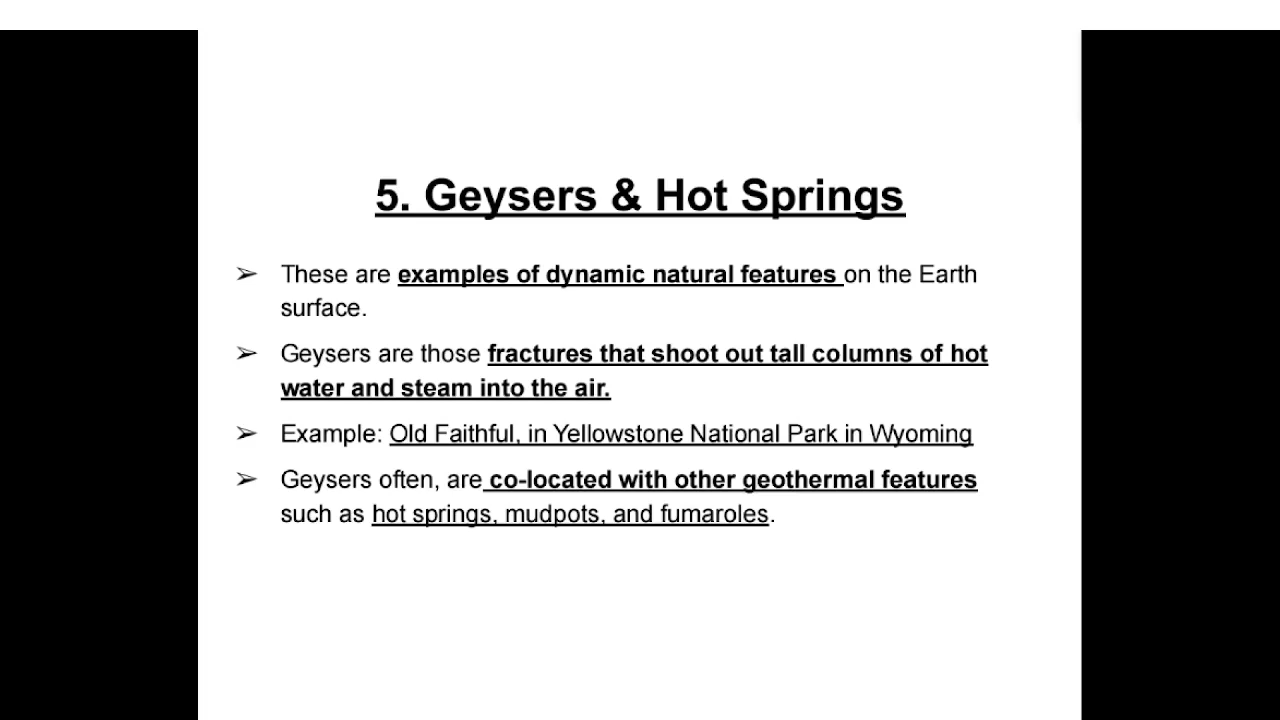 5. Geysers & Hot Springs
➢ These are examples of dynamic natural features on the Earth
surface.
➢ Geysers are those fractures that shoot out tall columns of hot
water and steam into the air.
➢ Example: Old Faithful, in Yellowstone National Park in Wyoming
➢ Geysers often, are co-located with other geothermal features
such as hot springs, mudpots, and fumaroles.